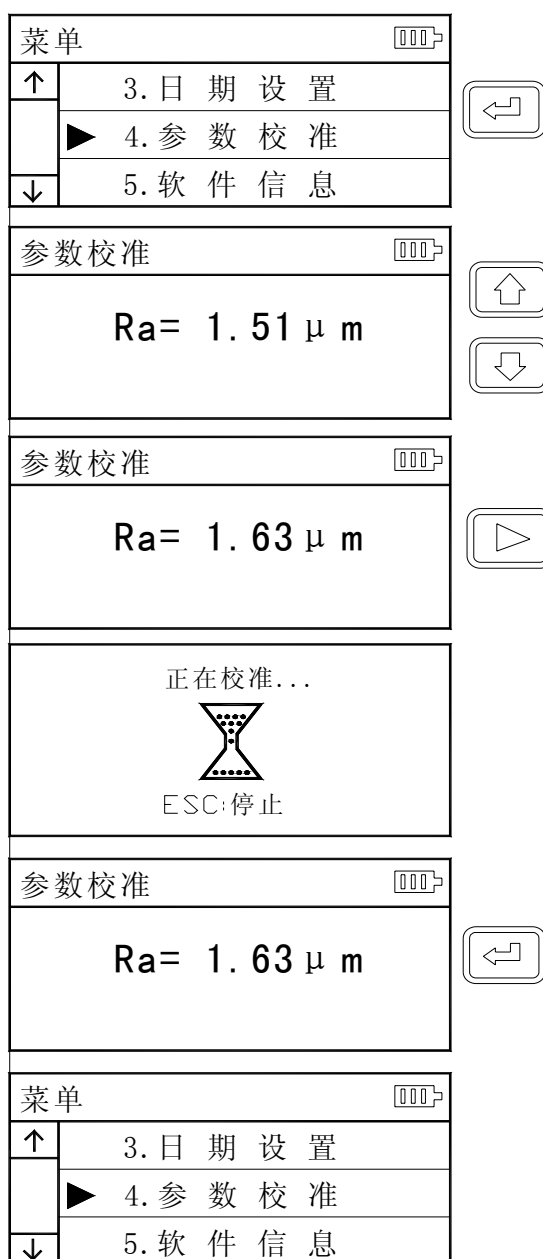 菜单
3.日期设置
4.参数校准
5.软件信息
参数校准
Ra= 1.51μm
参数校准
Ra= 1.63μm
正在校准...
ESC:停止
参数校准
Ra= 1.63μm
菜单
3.日期设置
4.参数校准
5.软件信息